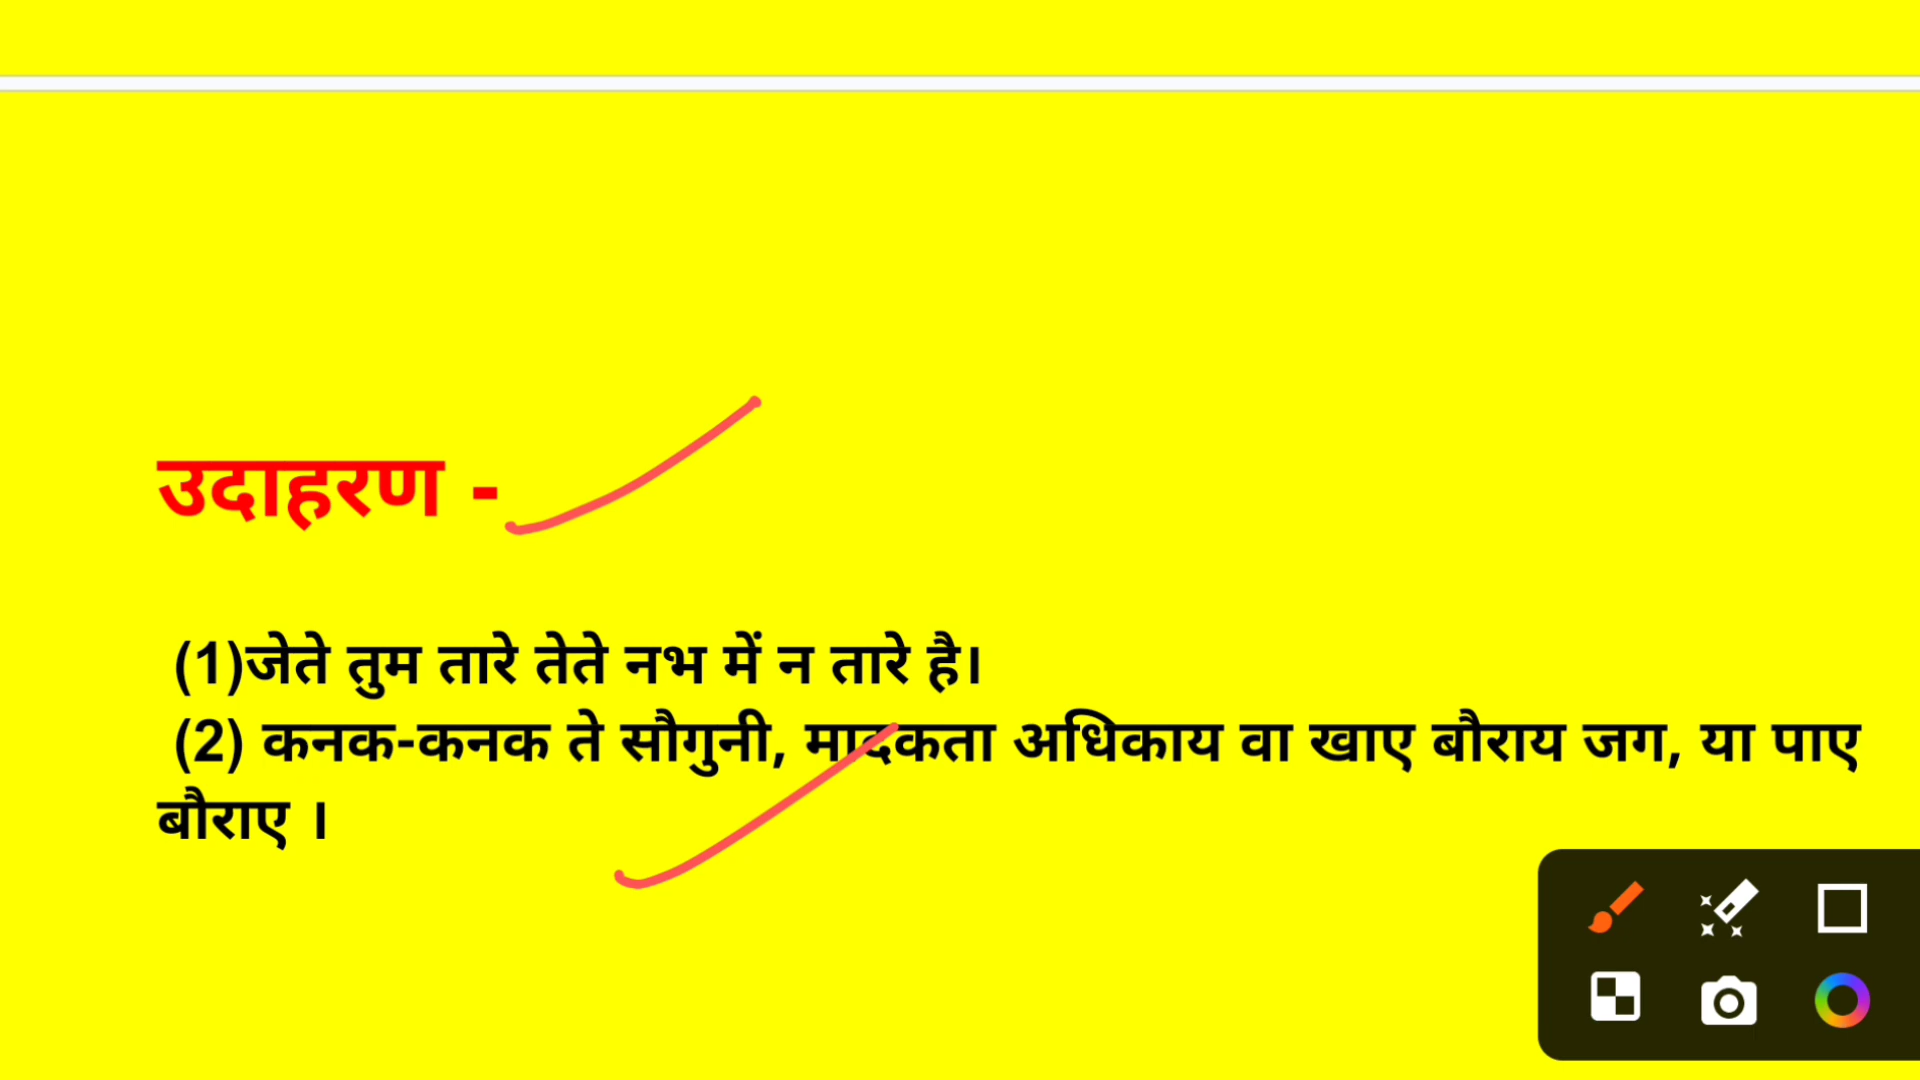 उदाहरण -
(1)जेते तुम तारे तेते नभ में न तारे है।
(2) कनक-कनक ते सौगुनी, मादकता अधिकाय वा खाए बौराय जग, या पाए
बौराए ।